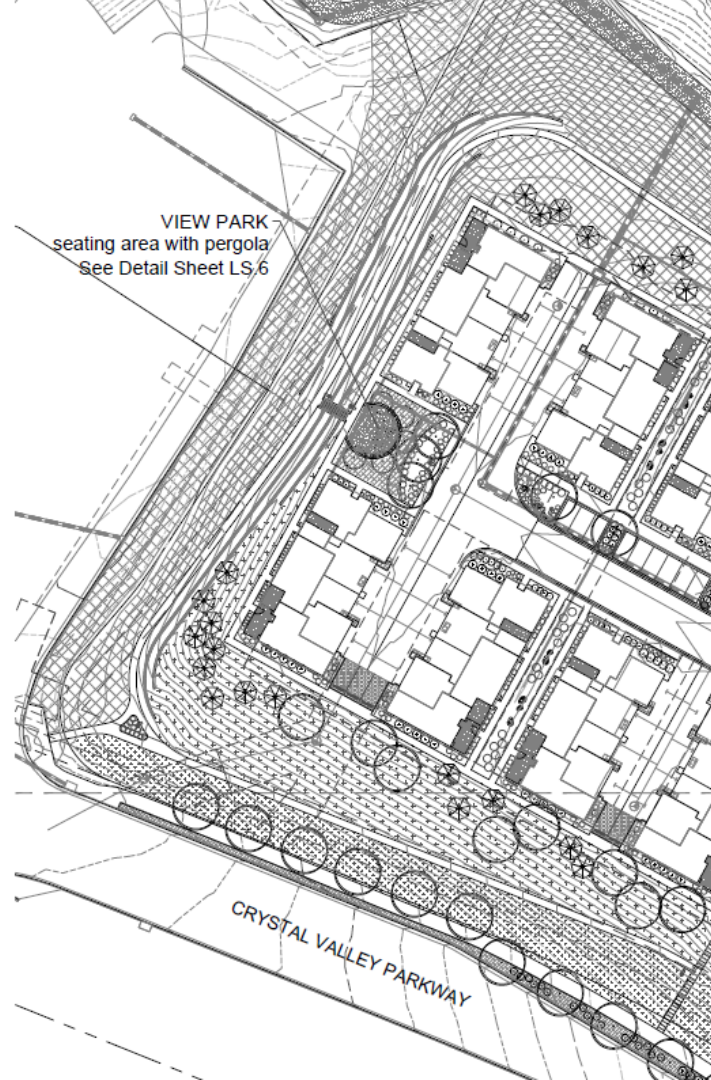 VIEW PARK
seating area with pergola
See Detail Sheet LS.6
CRYSTAL VALLEY PARKWAY